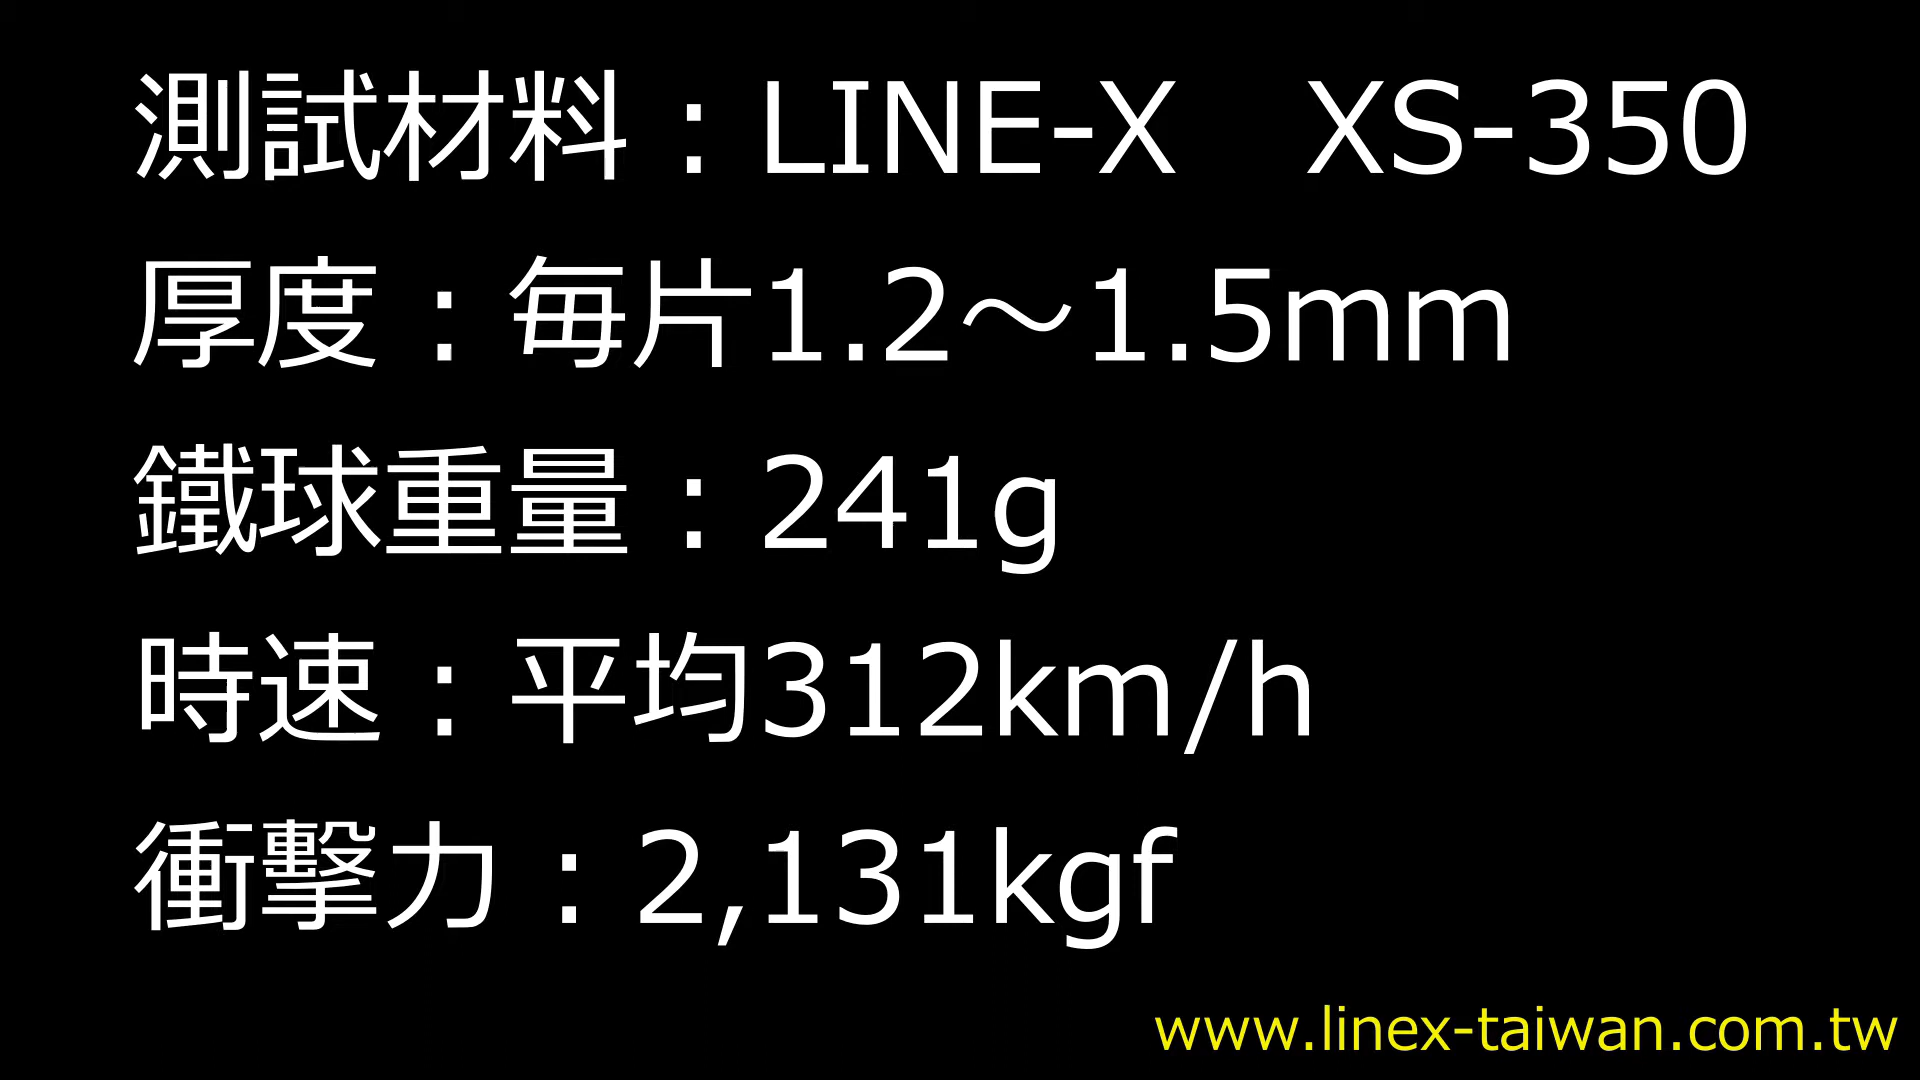 測試材料：LINE-X　XS-350
厚度：每片1.2～1.5mm
鐵球重量：241g
時速：平均312km/h
衝擊力：2,131kgf
www.linex-taiwan.com.tw